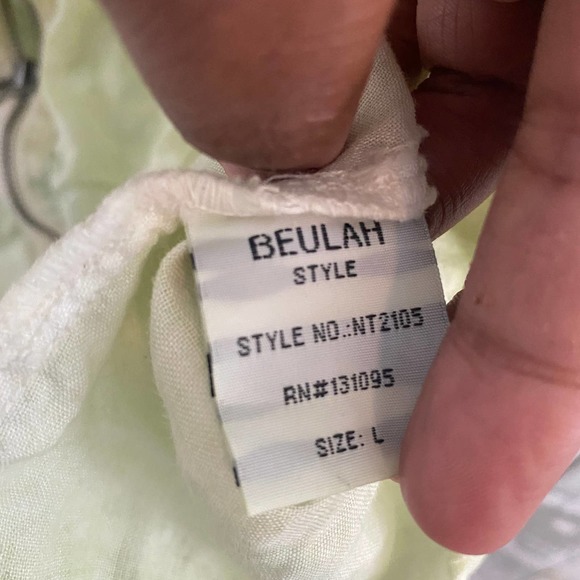 BEULAH
STYLE
STYLE NO.:NT2105
RN#131095
SIZE: L